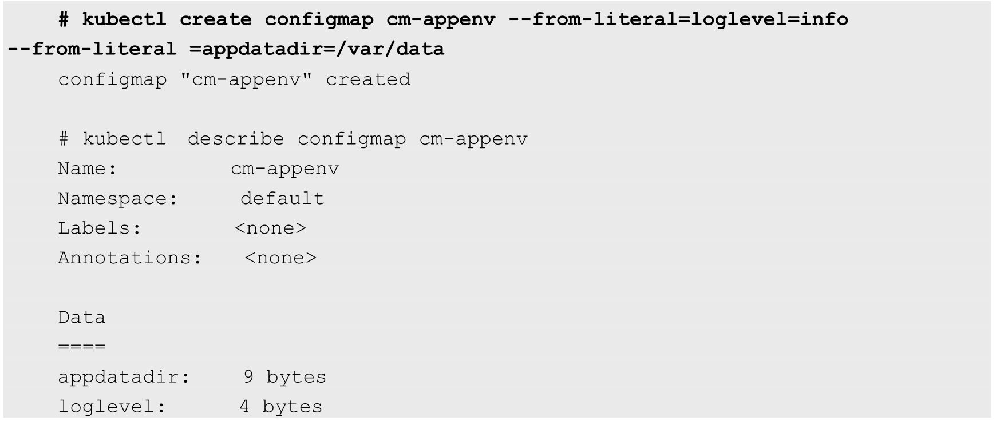 # kubectl create configmap cm-appenv --from-literal=loglevel=info
--from-literal =appdatadir=/var/data
configmap "cm-appenv" created
# kubectl describe configmap cm-appenv
Name: cm-appenv
Namespace: default
Labels: <none>
Annotations: <none>
Data
====
appdatadir: 9 bytes
loglevel: 4 bytes